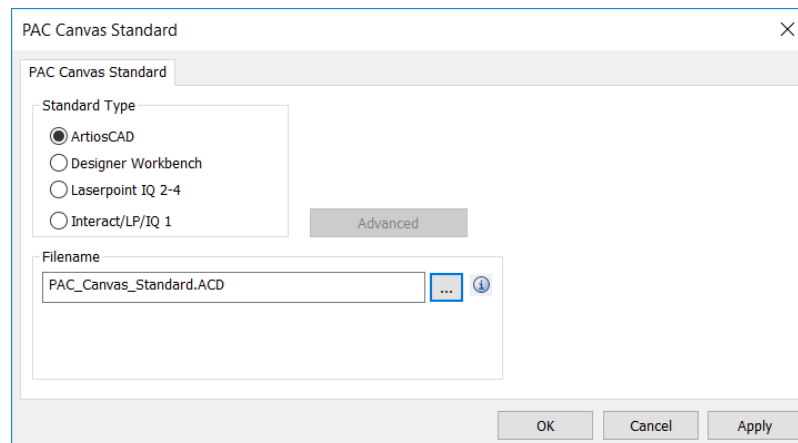 PAC Canvas Standard
PAC Canvas Standard
Standard Type
ArtiosCAD
Designer Workbench
Laserpoint IQ 2-4
Interact/LP/IQ 1
Advanced
Filename
PAC_Canvas_Standard.ACD
...
OK Cancel Apply